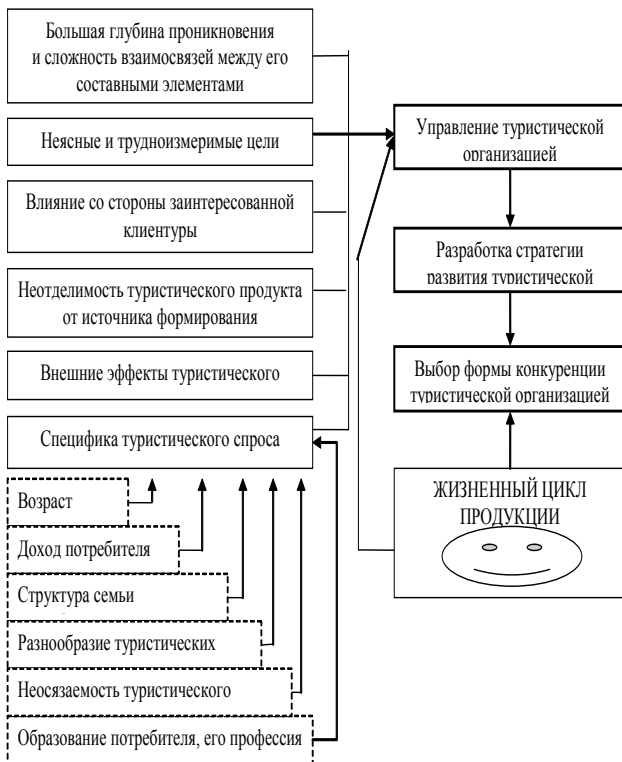 Большая глубина проникновения
и сложность взаимосвязей между его
составными элементами
Неясные и трудноизмеримые цели
Влияние со стороны заинтересованной
клиентуры
Неотделимость туристического продукта
от источника формирования
Внешние эффекты туристического
Специфика туристического спроса
Возраст
Доход потребителя
Структура семьи
Разнообразие туристических
Неосязаемость туристического
Образование потребителя, его профессия
Управление туристической
организацией
Разработка стратегии
развития туристической
Выбор формы конкуренции
туристической организацией
ЖИЗНЕННЫЙ ЦИКЛ
ПРОДУКЦИИ